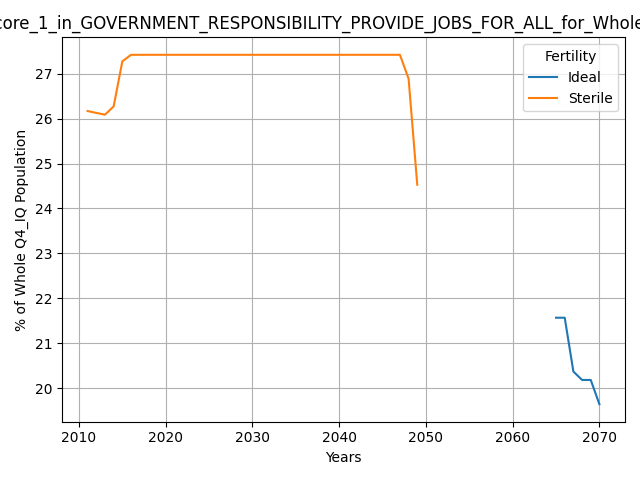 core_1_in_GOVERNMENT_RESPONSIBILITY_PROVIDE_JOBS_FOR_ALL_for_Whole
Fertility
Ideal
Sterile
27
26
25
24
23
22
21
20
% of Whole Q4_IQ Population
2010 2020 2030 2040 2050 2060 2070
Years